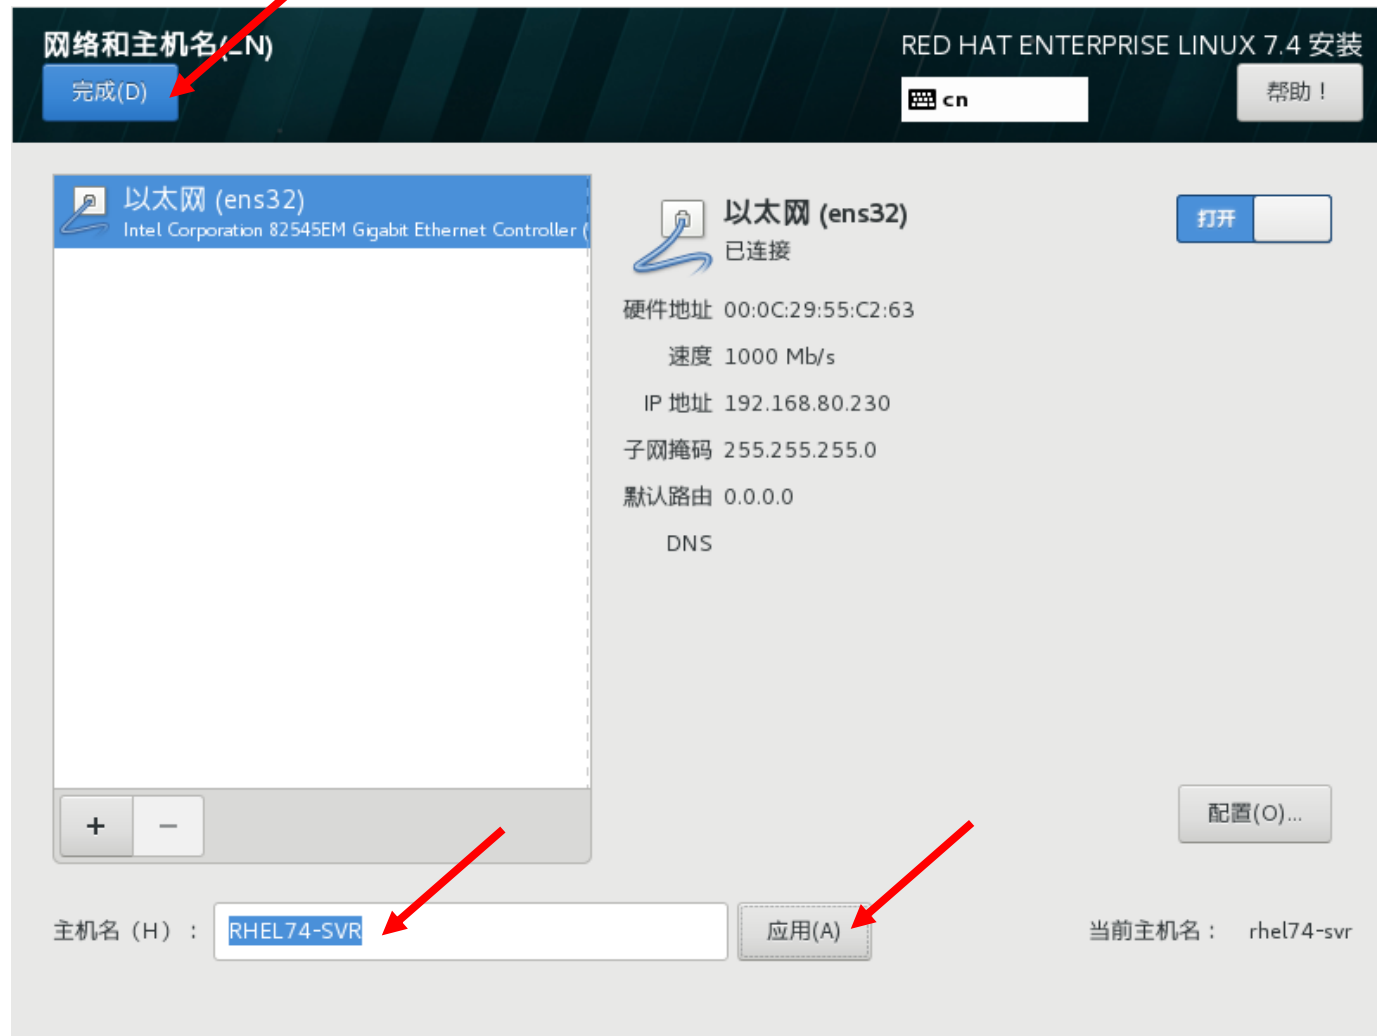 网络和主机名(N)
RED HAT ENTERPRISE LINUX 7.4 安装
完成(D)
cn
帮助！
以太网 (ens32)
Intel Corporation 82545EM Gigabit Ethernet Controller (
以太网 (ens32)
已连接
打开
硬件地址 00:0C:29:55:C2:63
速度 1000 Mb/s
IP 地址 192.168.80.230
子网掩码 255.255.255.0
默认路由 0.0.0.0
DNS
+ −
配置(O)...
主机名（H）： RHEL74-SVR
应用(A)
当前主机名： rhel74-svr